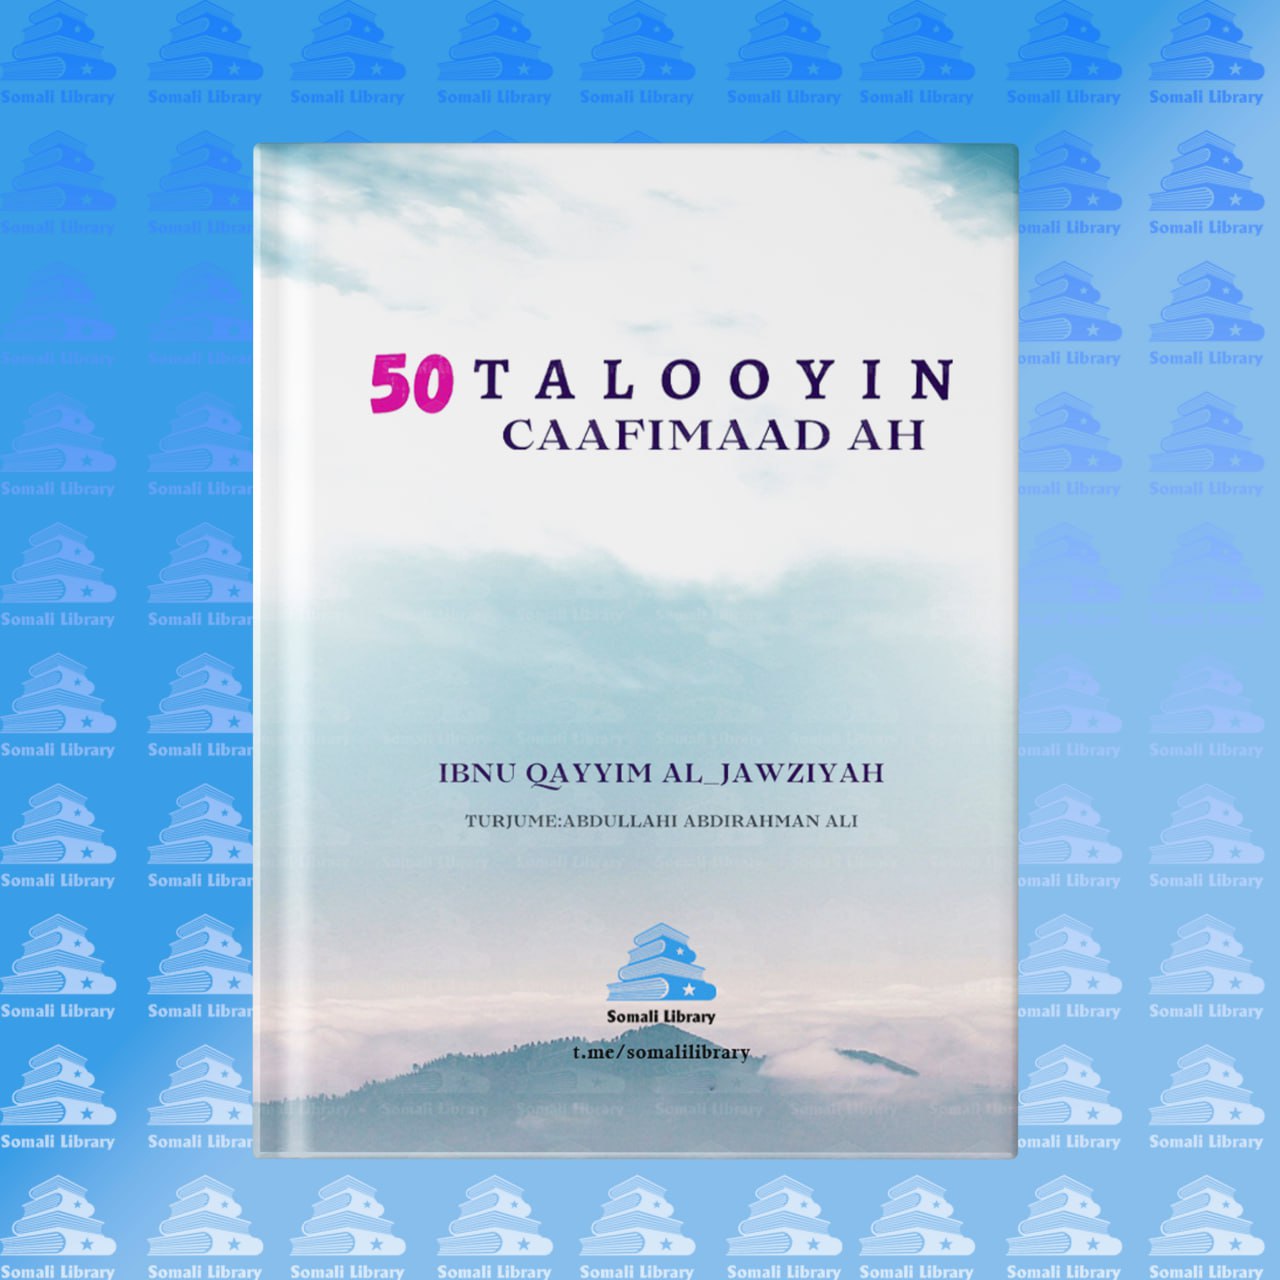 50 TALOOYIN
CAAFIMAAD AH
IBNU QAYYIM AL_JAWZIYAH
TURJUME:ABDULLAHI ABDIRAHMAN ALI
Somali Library
t.me/somalilibrary